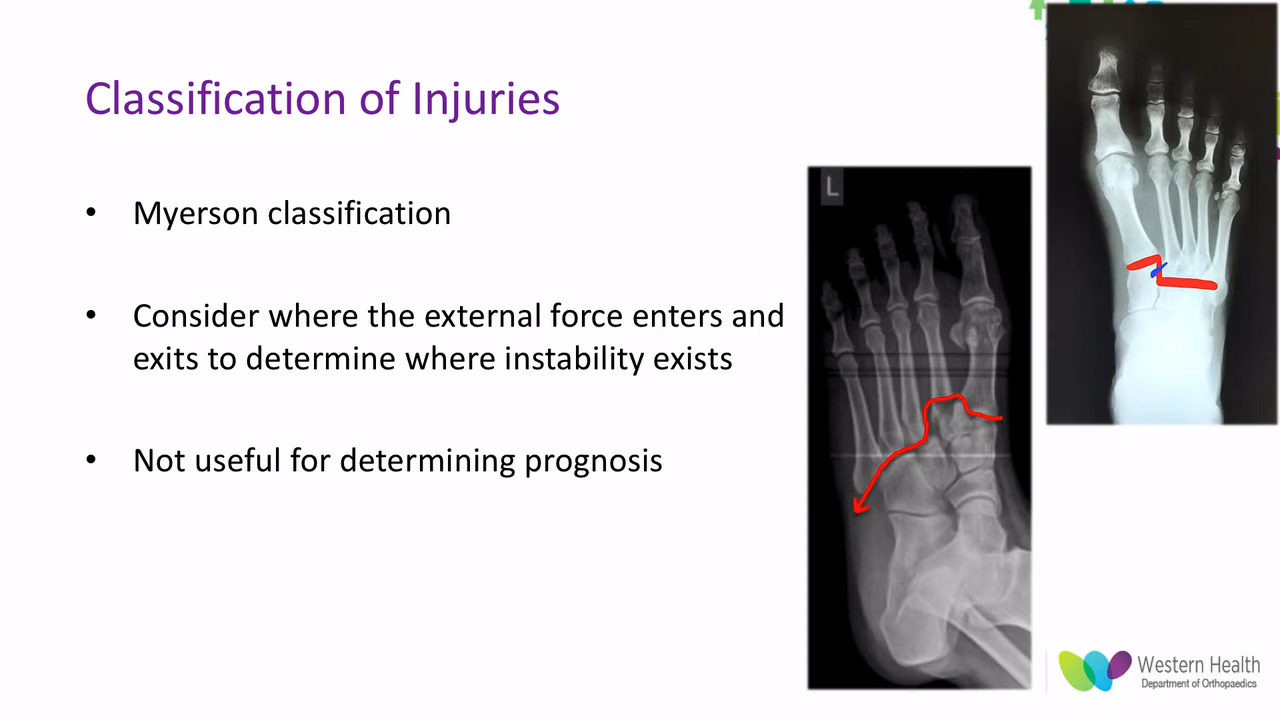 Classification of Injuries
• Myerson classification
• Consider where the external force enters and
exits to determine where instability exists
• Not useful for determining prognosis
L
Western Health
Department of Orthopaedics